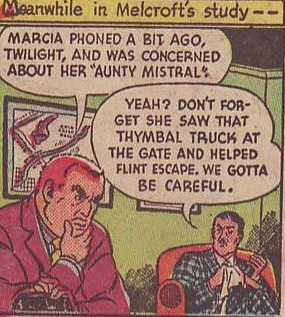 Meanwhile in Melcroft's study --
MARCIA PHONED A BIT AGO,
TWILIGHT, AND WAS CONCERNED
ABOUT HER "AUNTY MISTRAL".
YEAH? DON'T FOR-
GET SHE SAW THAT
THYMBAL TRUCK AT
THE GATE AND HELPED
FLINT ESCAPE. WE GOTTA
BE CAREFUL.